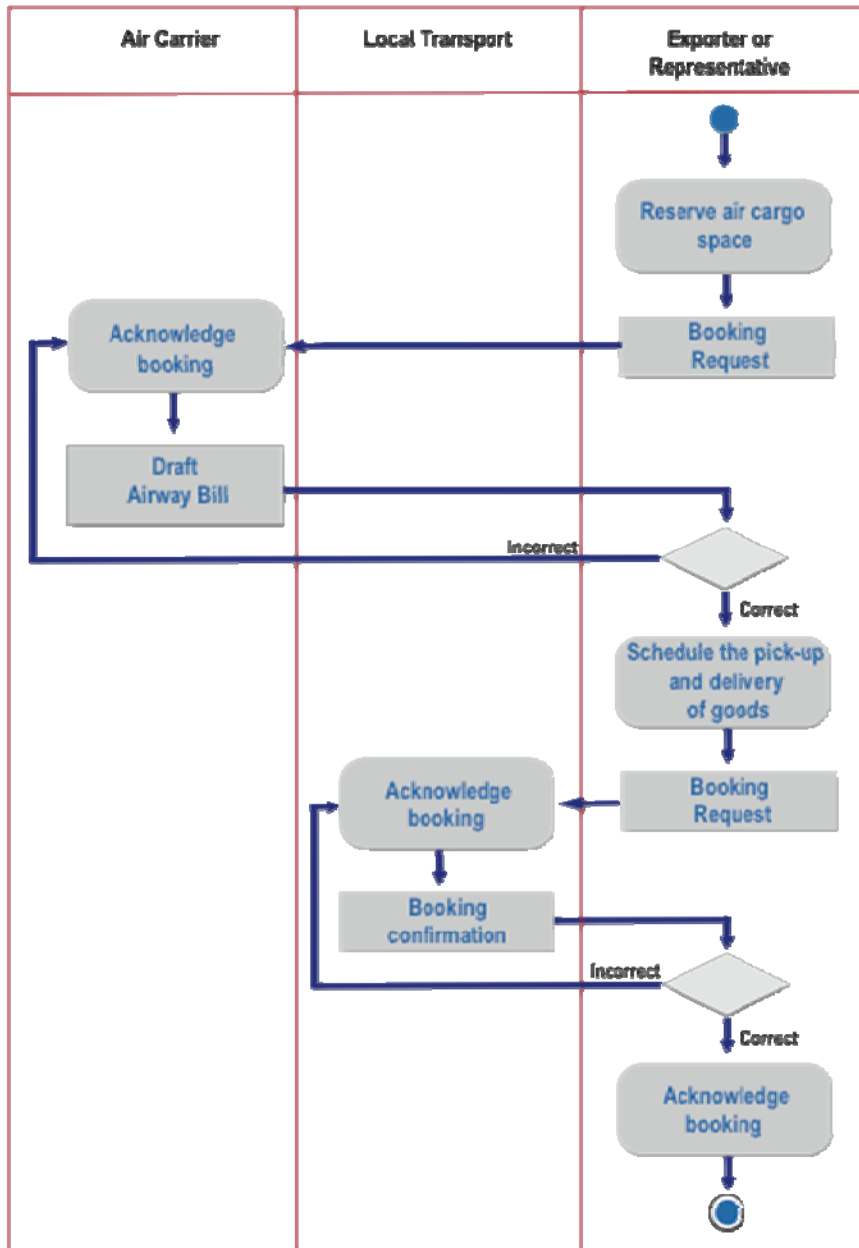 Air Carrier
Local Transport
Exporter or
Representative
Reserve air cargo
space
Booking
Request
Acknowledge
booking
Draft
Airway Bill
Incorrect
Correct
Schedule the pick-up
and delivery
of goods
Booking
Request
Acknowledge
booking
Booking
confirmation
Incorrect
Correct
Acknowledge
booking